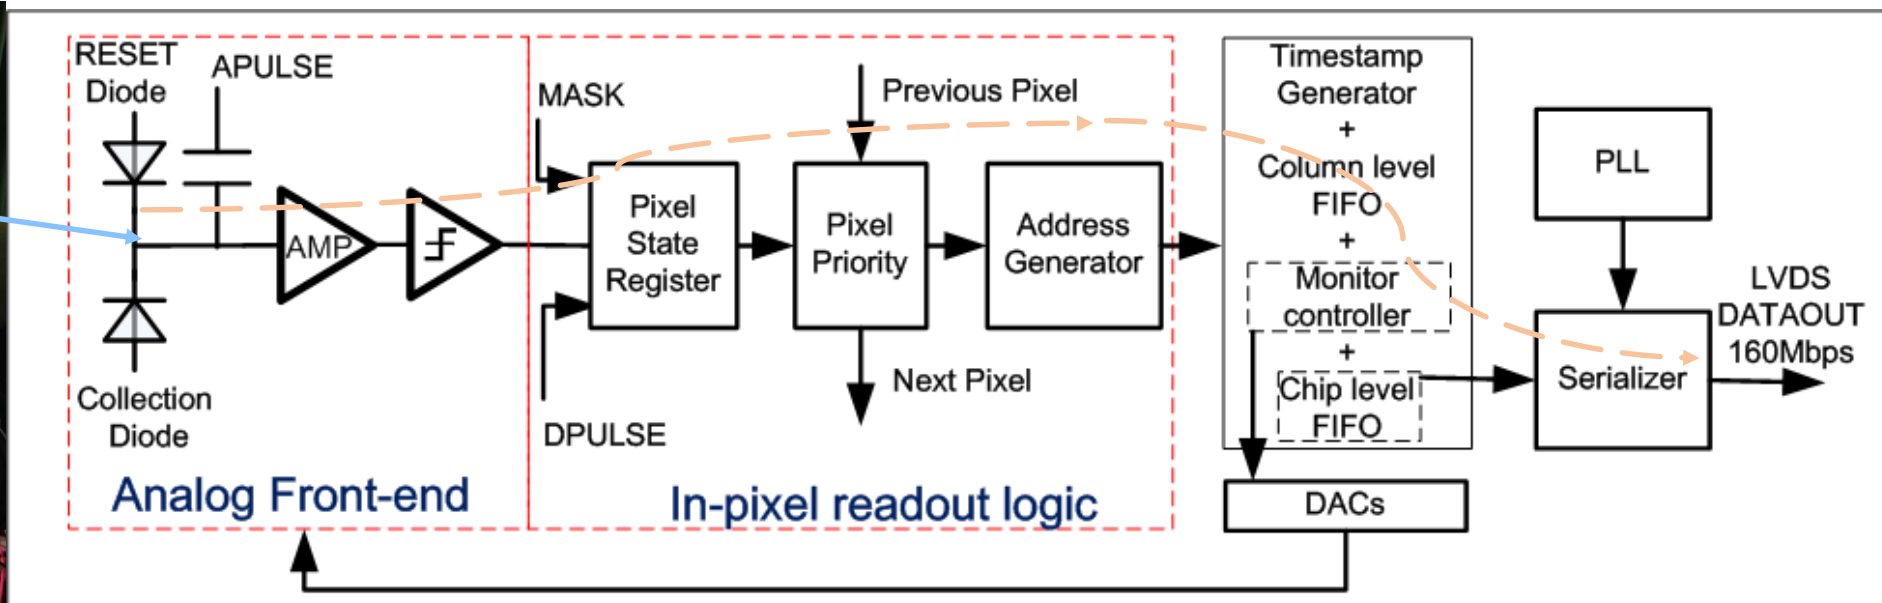 RESET
Diode
APULSE
AMP
Collection
Diode
Analog Front-end
MASK
Pixel
State
Register
DPULSE
Previous Pixel
Pixel
Priority
Next Pixel
Address
Generator
In-pixel readout logic
Timestamp
Generator
+
Column level
FIFO
+
Monitor
controller
+
Chip level
FIFO
DACs
PLL
Serializer
LVDS
DATAOUT
160Mbps